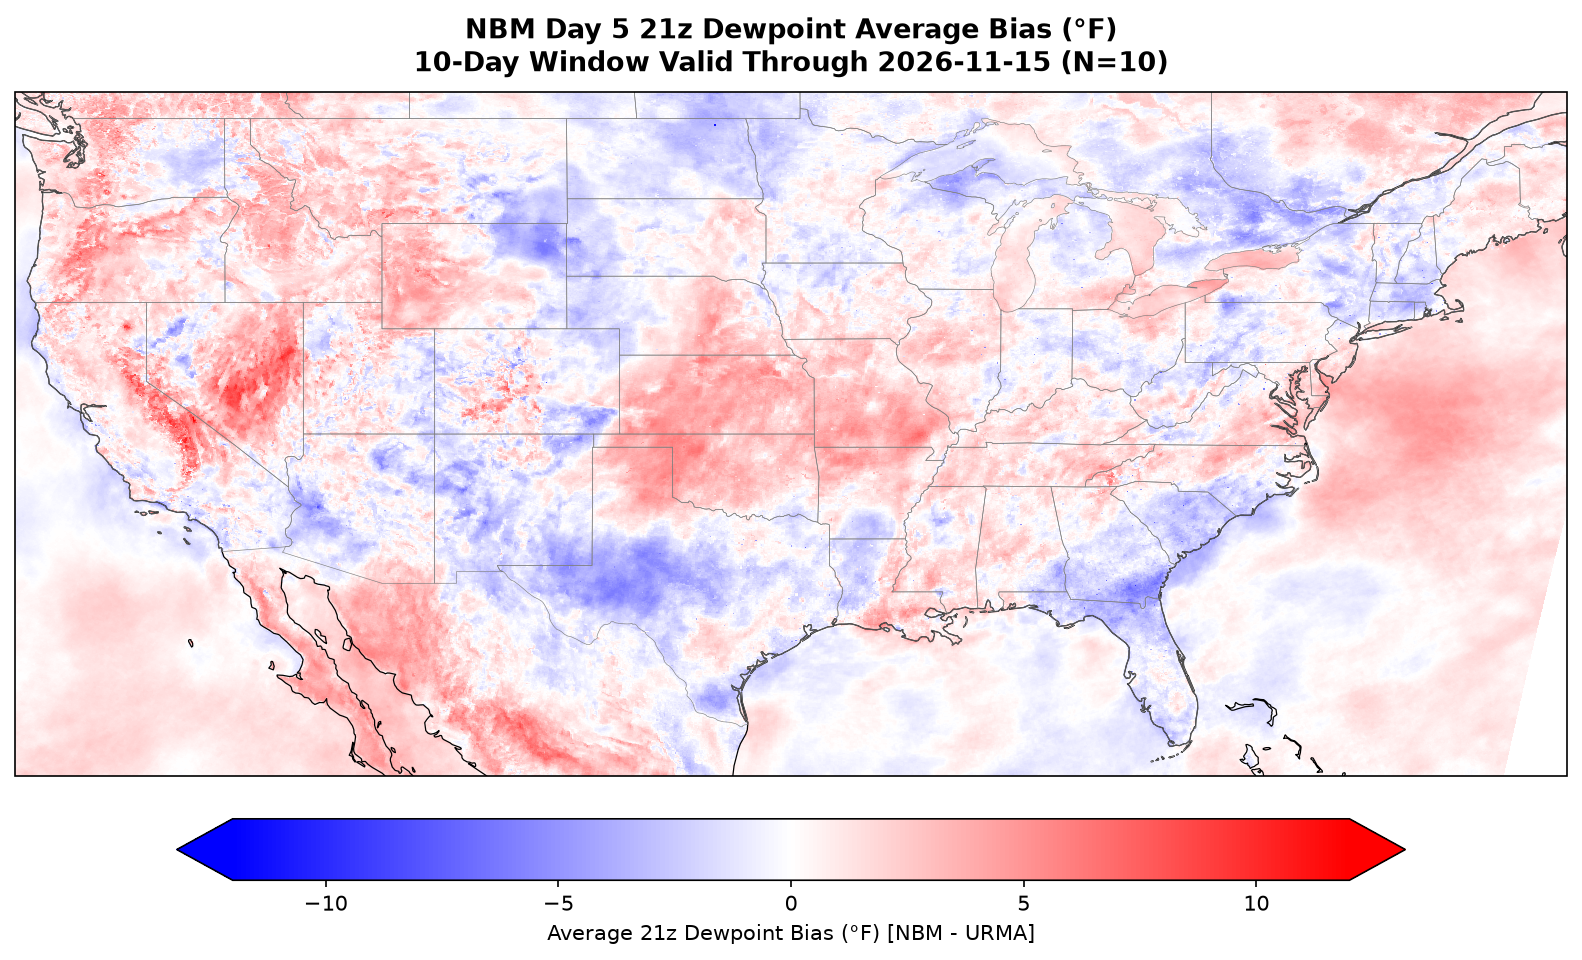 NBM Day 5 21z Dewpoint Average Bias (°F)
10-Day Window Valid Through 2026-11-15 (N=10)
−10 −5 0 5 10
Average 21z Dewpoint Bias (°F) [NBM - URMA]